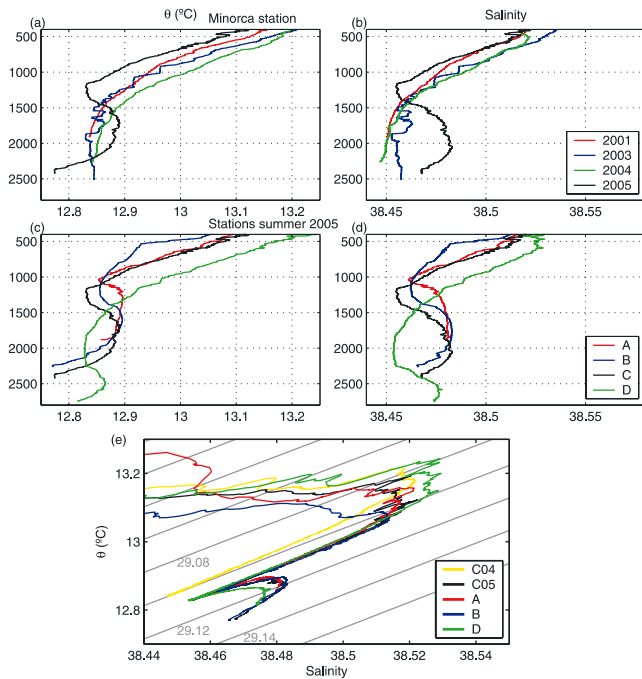 (a) θ (ºC) Minorca station
(b) Salinity
500
1000
1500
2000
2500
12.8 12.9 13 13.1 13.2
500
1000
1500
2000
2500
38.45 38.5 38.55
2001
2003
2004
2005
(c) Stations summer 2005
(d)
500
1000
1500
2000
2500
12.8 12.9 13 13.1 13.2
500
1000
1500
2000
2500
38.45 38.5 38.55
A
B
C
D
(e)
θ (ºC)
13.2
13
12.8
29.08
29.12
29.14
C04
C05
A
B
D
38.44 38.46 38.48 38.5 38.52 38.54
Salinity